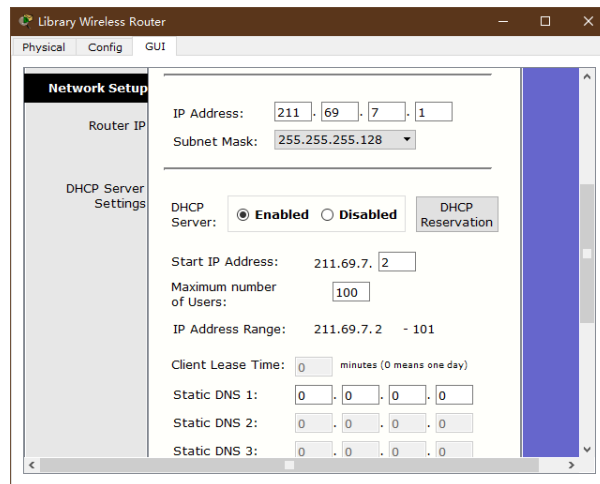 Library Wireless Router
Physical Config GUI
Network Setup
Router IP
IP Address: 211 . 69 . 7 . 1
Subnet Mask: 255.255.255.128
DHCP Server
Settings
DHCP
Server: Enabled Disabled DHCP
Reservation
Start IP Address: 211.69.7. 2
Maximum number
of Users: 100
IP Address Range: 211.69.7.2 - 101
Client Lease Time: 0 minutes (0 means one day)
Static DNS 1: 0 . 0 . 0 . 0
Static DNS 2: 0 . 0 . 0 . 0
Static DNS 3: 0 . 0 . 0 . 0